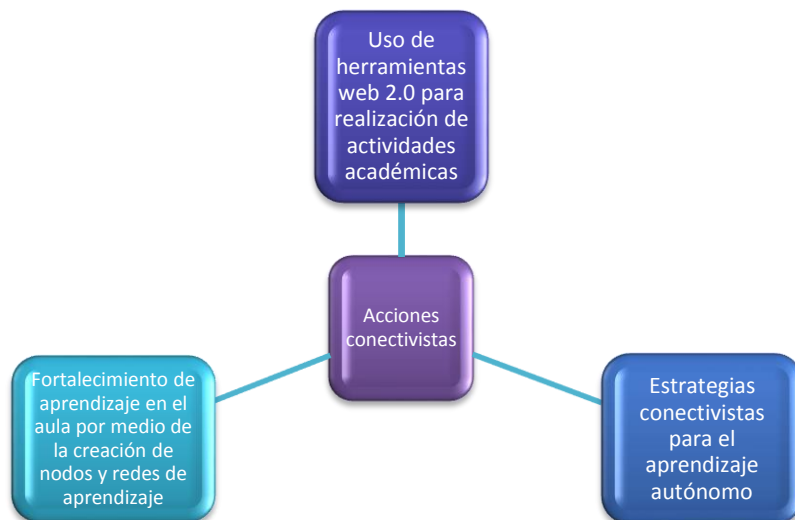 Uso de
herramientas
web 2.0 para
realización de
actividades
académicas
Acciones
conectivistas
Fortalecimiento de
aprendizaje en el
aula por medio de
la creación de
nodos y redes de
aprendizaje
Estrategias
conectivistas
para el
aprendizaje
autónomo